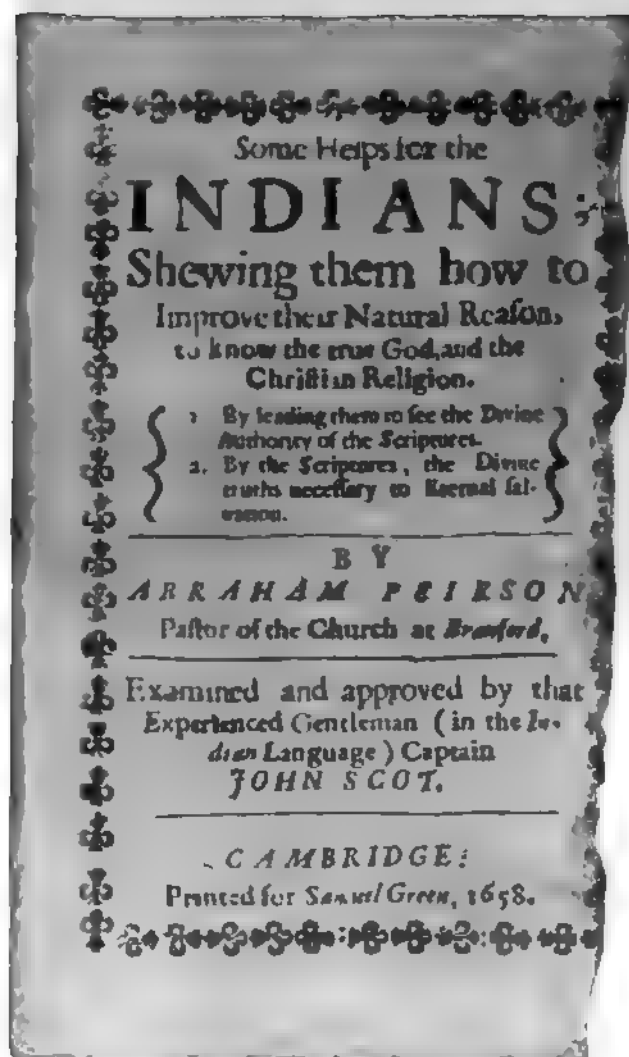 Some Helps for the
INDIANS;
Shewing them how to
Improve their Natural Reaſon,
to know the true God, and the
Chriſtian Religion.
1 By leading them to ſee the Divine
Authority of the Scriptures.
2. By the Scriptures, the Divine
truths neceſſary to Eternal ſal-
vation.
BY
ABRAHAM PEIRSON
Paſtor of the Church at Branford,
Examined and approved by that
Experienced Gentleman (in the In-
dian Language) Captain
JOHN SCOT.
CAMBRIDGE:
Printed for Samuel Green, 1658.